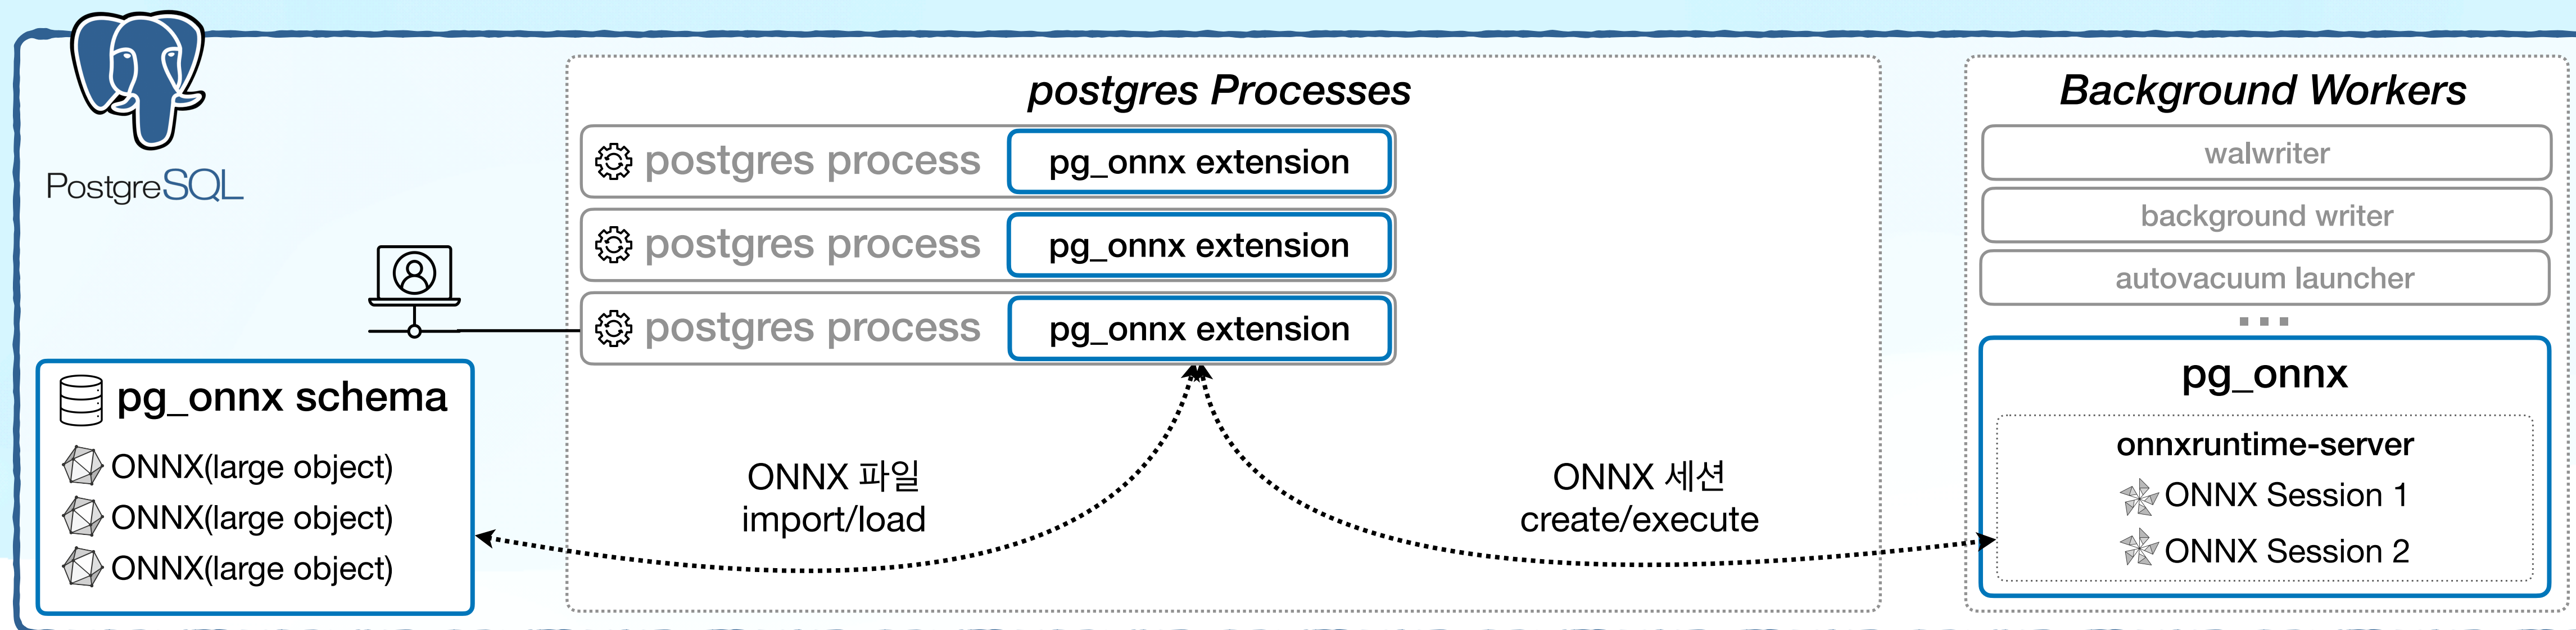 PostgreSQL
pg_onnx schema
ONNX(large object)
ONNX(large object)
ONNX(large object)
postgres Processes
postgres process pg_onnx extension
postgres process pg_onnx extension
postgres process pg_onnx extension
ONNX 파일
import/load
ONNX 세션
create/execute
Background Workers
walwriter
background writer
autovacuum launcher
...
pg_onnx
onnxruntime-server
ONNX Session 1
ONNX Session 2